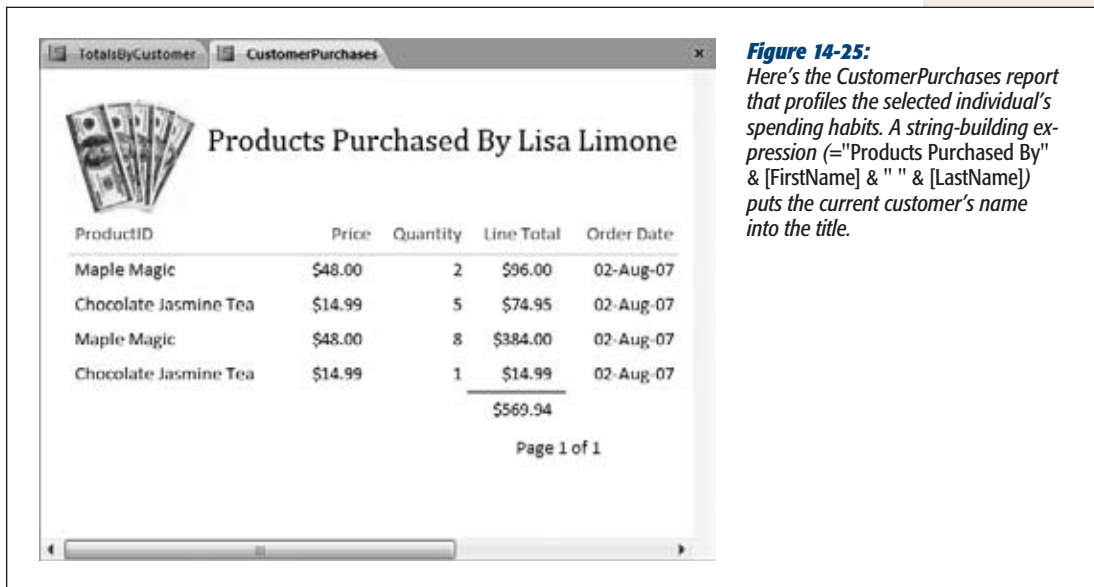 TotalsByCustomer CustomerPurchases
Products Purchased By Lisa Limone
ProductID Price Quantity Line Total Order Date
Maple Magic $48.00 2 $96.00 02-Aug-07
Chocolate Jasmine Tea $14.99 5 $74.95 02-Aug-07
Maple Magic $48.00 8 $384.00 02-Aug-07
Chocolate Jasmine Tea $14.99 1 $14.99 02-Aug-07
$569.94
Page 1 of 1
Figure 14-25:
Here's the CustomerPurchases report
that profiles the selected individual's
spending habits. A string-building ex-
pression (="Products Purchased By"
& [FirstName] & " " & [LastName])
puts the current customer's name
into the title.